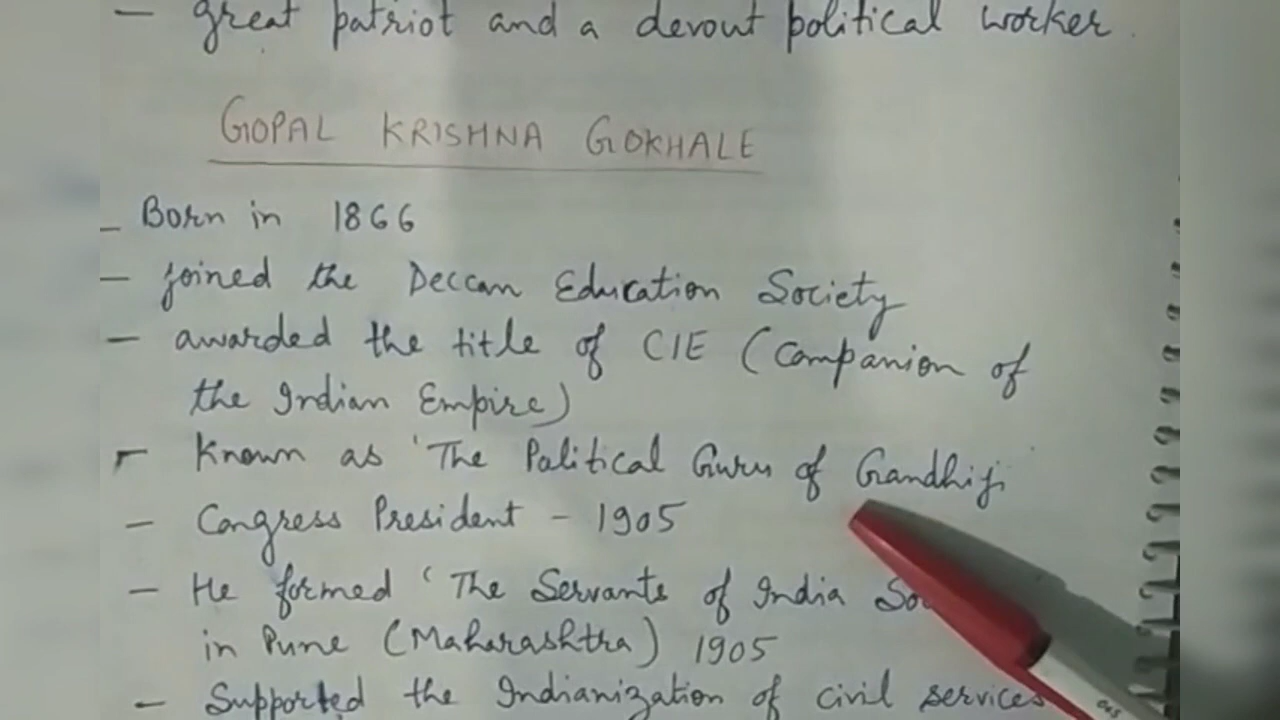 – great patriot and a devout political worker.
GOPAL KRISHNA GOKHALE
– Born in 1866
– joined the Deccan Education Society
– awarded the title of CIE (Companion of
the Indian Empire)
– Known as 'The Political Guru of Gandhiji
– Congress President – 1905
– He formed 'The Servants of India
in Pune (Maharashtra) 1905
– Supported the Indianization of civil services